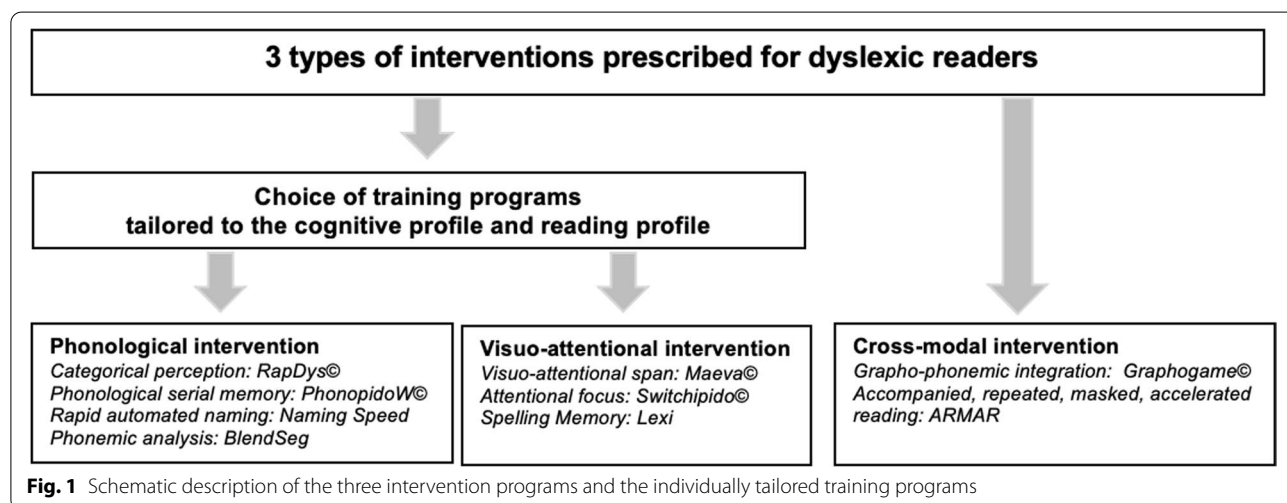 3 types of interventions prescribed for dyslexic readers
Choice of training programs
tailored to the cognitive profile and reading profile
Phonological intervention
Categorical perception: RapDys©
Phonological serial memory: PhonopidoW©
Rapid automated naming: Naming Speed
Phonemic analysis: BlendSeg
Visuo-attentional intervention
Visuo-attentional span: Maeva©
Attentional focus: Switchipido©
Spelling Memory: Lexi
Cross-modal intervention
Grapho-phonemic integration: Graphogame©
Accompanied, repeated, masked, accelerated
reading: ARMAR
Fig. 1 Schematic description of the three intervention programs and the individually tailored training programs